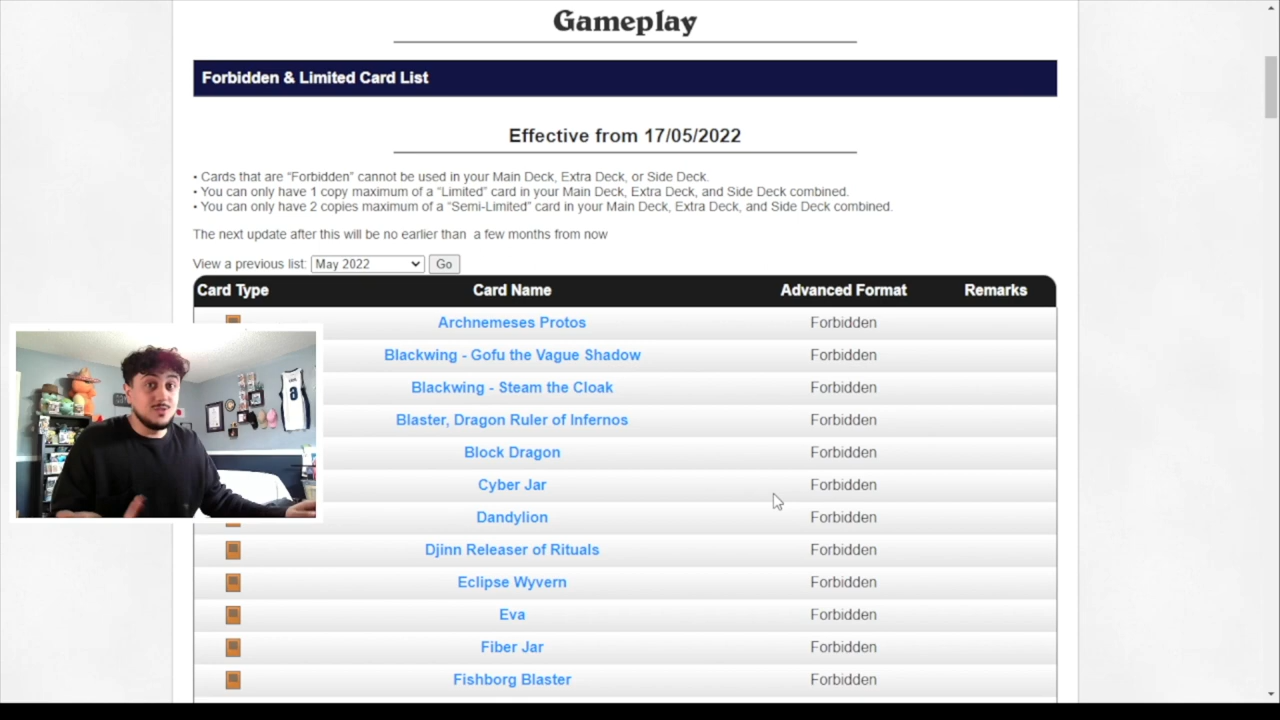 Gameplay
Forbidden & Limited Card List
Effective from 17/05/2022
• Cards that are “Forbidden” cannot be used in your Main Deck, Extra Deck, or Side Deck.
• You can only have 1 copy maximum of a “Limited” card in your Main Deck, Extra Deck, and Side Deck combined.
• You can only have 2 copies maximum of a “Semi-Limited” card in your Main Deck, Extra Deck, and Side Deck combined.
The next update after this will be no earlier than a few months from now
View a previous list: May 2022 Go
Card Type Card Name Advanced Format Remarks
Archnemeses Protos Forbidden
Blackwing - Gofu the Vague Shadow Forbidden
Blackwing - Steam the Cloak Forbidden
Blaster, Dragon Ruler of Infernos Forbidden
Block Dragon Forbidden
Cyber Jar Forbidden
Dandylion Forbidden
Djinn Releaser of Rituals Forbidden
Eclipse Wyvern Forbidden
Eva Forbidden
Fiber Jar Forbidden
Fishborg Blaster Forbidden
8